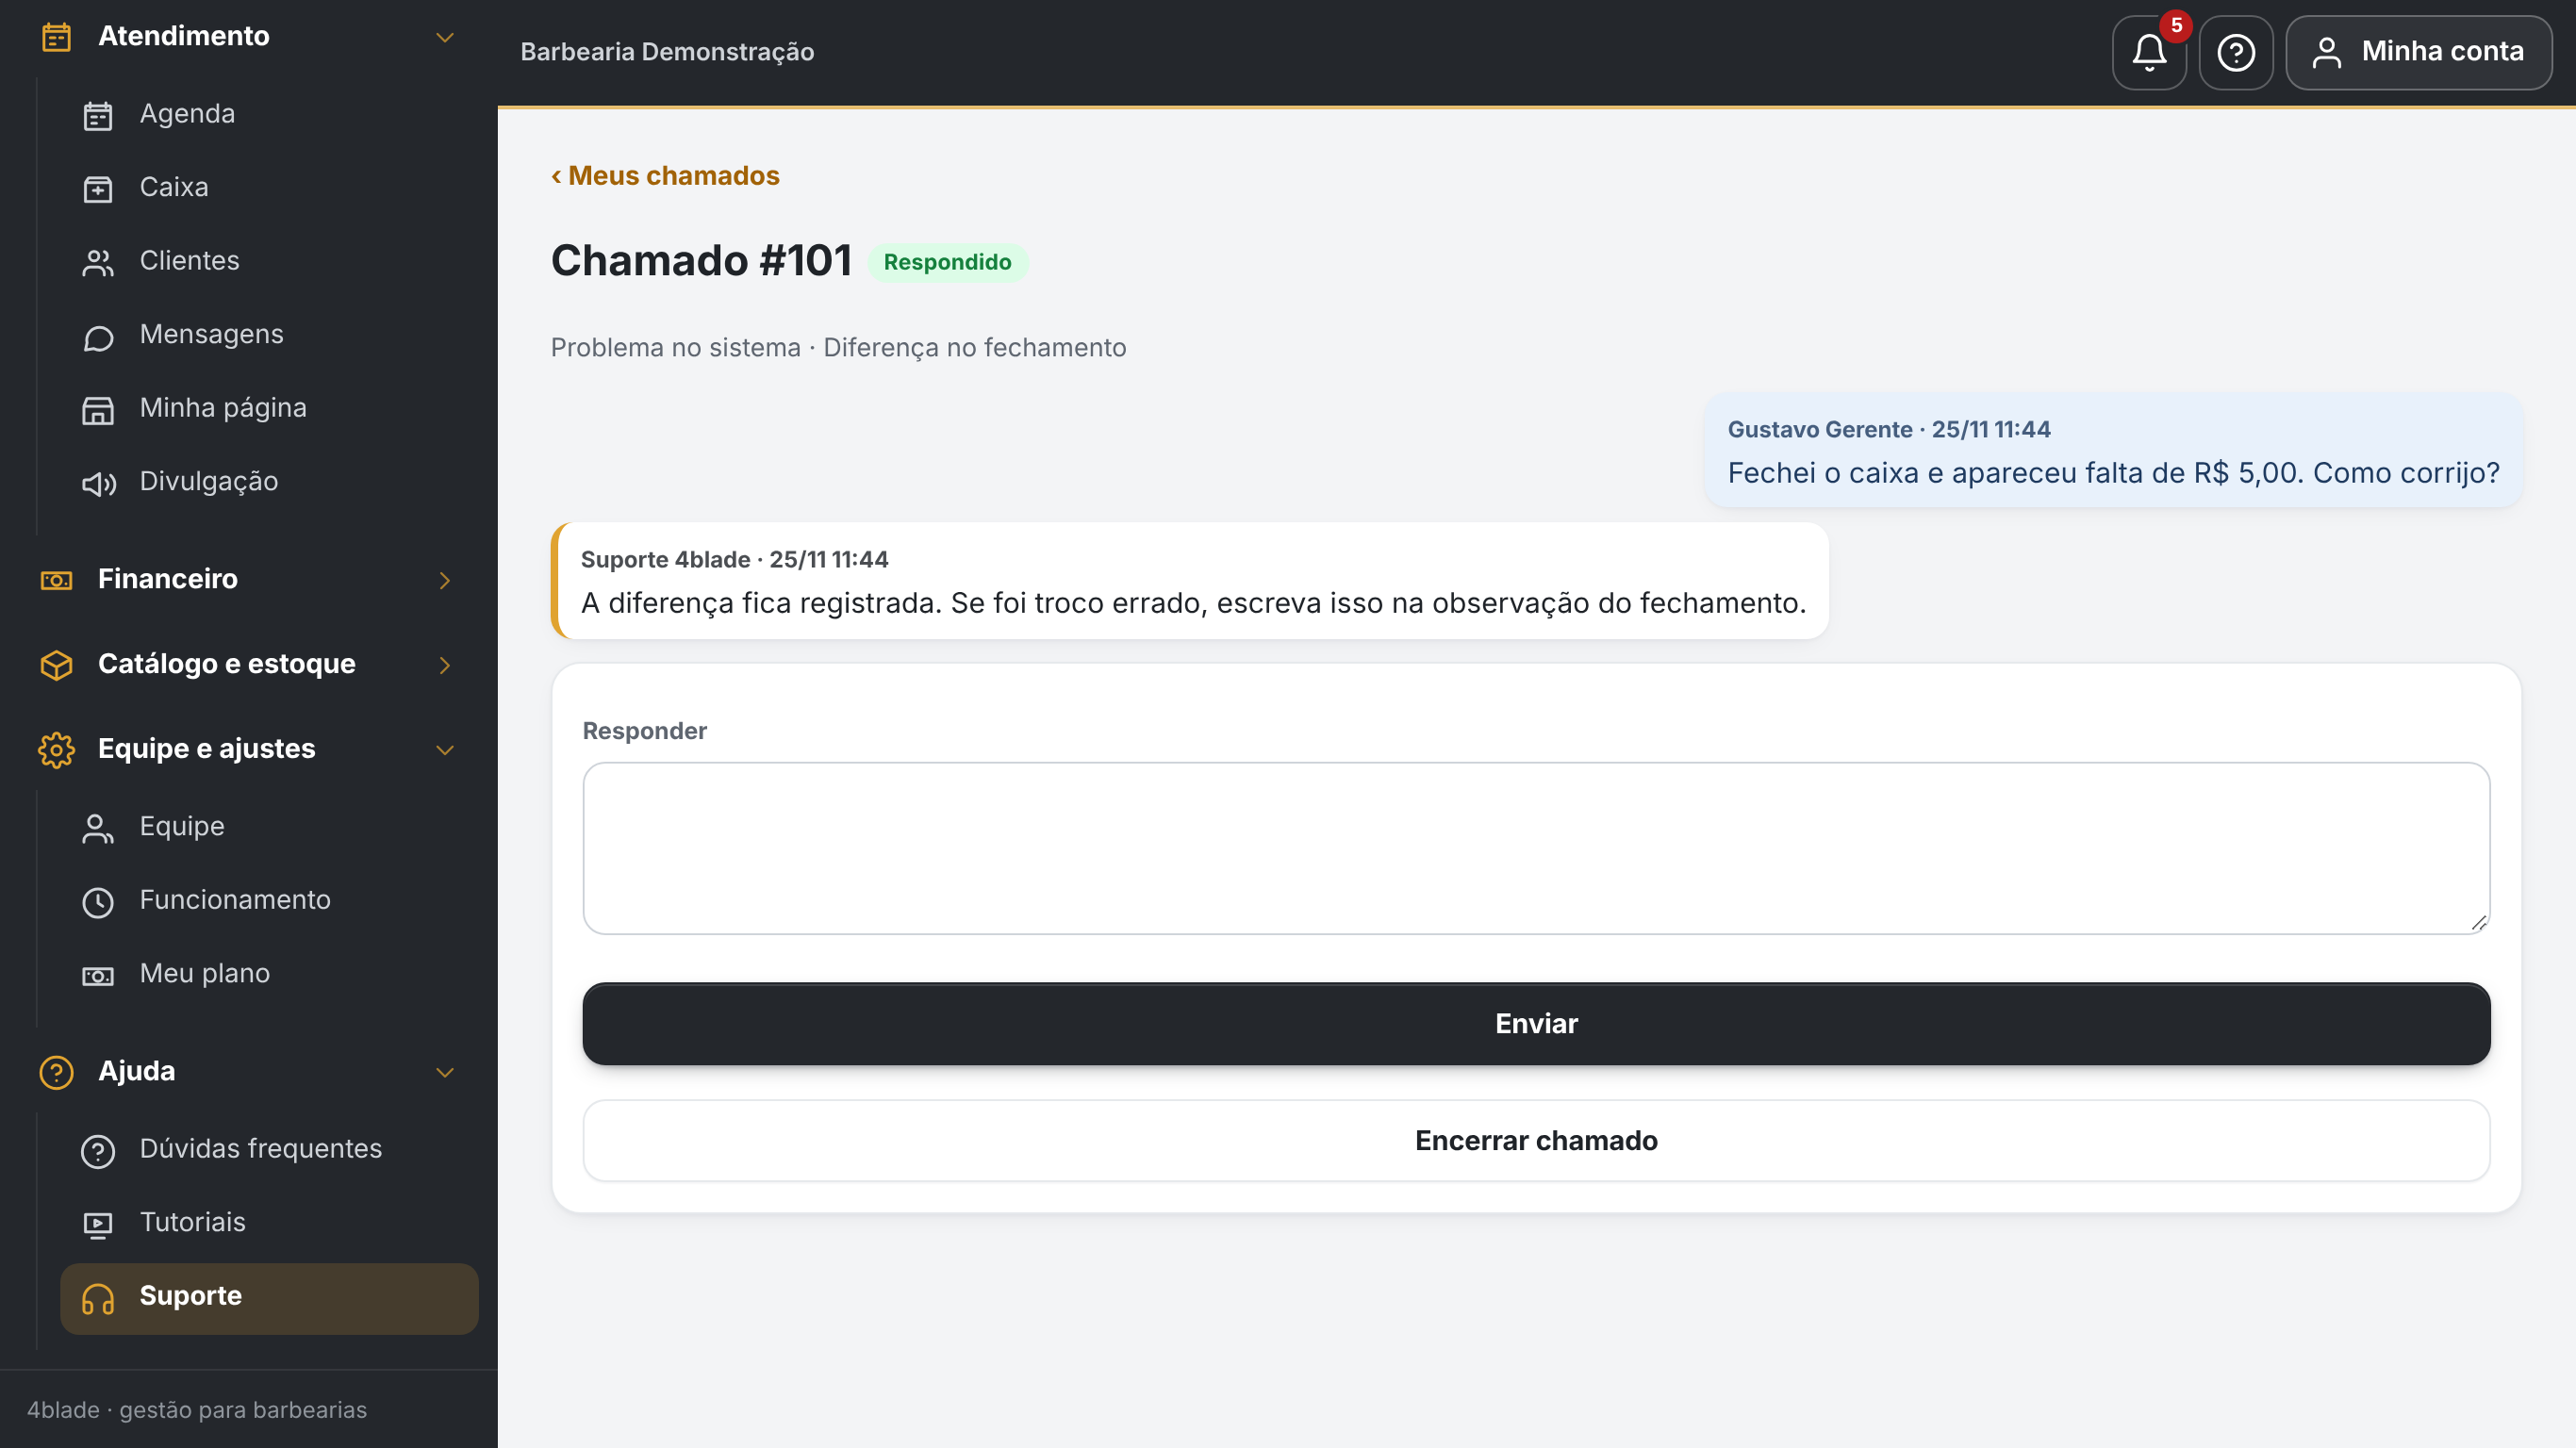 Atendimento
Agenda
Caixa
Clientes
Mensagens
Minha página
Divulgação
Financeiro
Catálogo e estoque
Equipe e ajustes
Equipe
Funcionamento
Meu plano
Ajuda
Dúvidas frequentes
Tutoriais
Suporte
4blade · gestão para barbearias
Barbearia Demonstração
5
Minha conta
‹ Meus chamados
Chamado #101 Respondido
Problema no sistema · Diferença no fechamento
Gustavo Gerente · 25/11 11:44
Fechei o caixa e apareceu falta de R$ 5,00. Como corrijo?
Suporte 4blade · 25/11 11:44
A diferença fica registrada. Se foi troco errado, escreva isso na observação do fechamento.
Responder
Enviar
Encerrar chamado